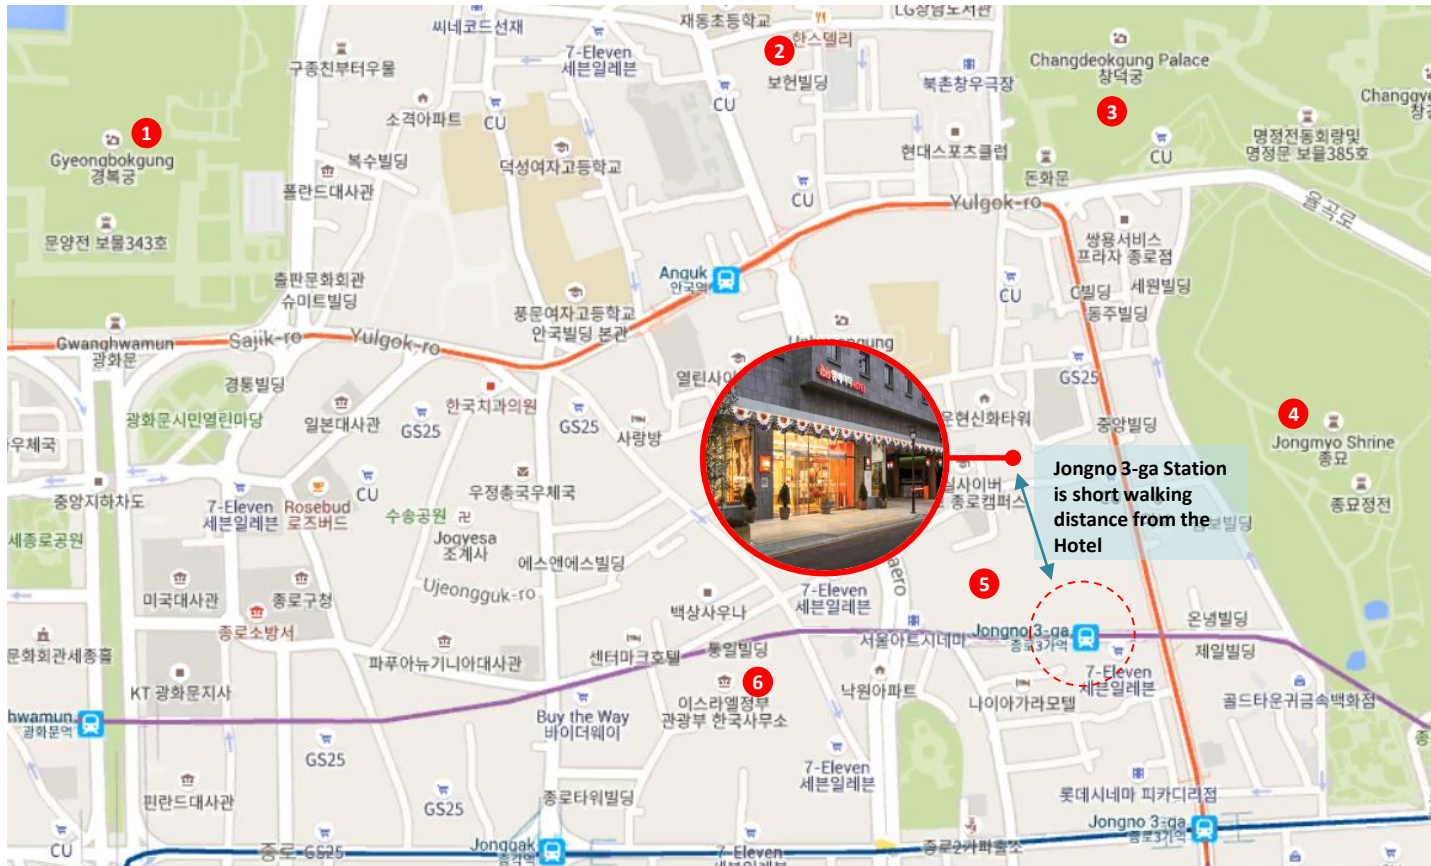 씨네코드선재
재동초등학교
LG상남도서관
한스델리
7-Eleven
세븐일레븐
2
구종친부터우물
보헌빌딩
북촌창우극장
Changdeokgung Palace
창덕궁
CU
CU
소격아파트
3
1
Gyeongbokgung
경복궁
복수빌딩
폴란드대사관
덕성여자고등학교
현대스포츠클럽
명정전동회랑및
명정문 보물385호
CU
돈화문
CU
Yulgok-ro
율곡로
문양전 보물343호
쌍용서비스
프라자 종로점
출판문화회관
슈미트빌딩
Anguk
안국역
CU
C빌딩
세원빌딩
동주빌딩
풍문여자고등학교
안국빌딩 본관
Gwanghwamun
광화문
Sajik-ro
Yulgok-ro
경통빌딩
GS25
광화문시민열린마당
일본대사관
한국치과의원
GS25
GS25
사랑방
중앙빌딩
4
Jongmyo Shrine
종묘
Jongno 3-ga Station
is short walking
distance from the
Hotel
중앙지하차도
7-Eleven
세븐일레븐
Rosebud
로즈버드
CU
우정총국우체국
종로캠퍼스
종묘정전
세종로공원
수송공원
Jogyesa
조계사
에스앤에스빌딩
미국대사관
종로구청
Ujeongguk-ro
백상사우나
7-Eleven
세븐일레븐
5
종로소방서
서울아트시네마
Jongno 3-ga
종로3가역
온녕빌딩
문화회관세종홀
파푸아뉴기니아대사관
센터마크호텔
통일빌딩
7-Eleven
세븐일레븐
제일빌딩
KT 광화문지사
6
이스라엘정부
관광부 한국사무소
낙원아파트
나이아가라모텔
골드타운귀금속백화점
광화문역
Buy the Way
바이더웨이
GS25
7-Eleven
세븐일레븐
핀란드대사관
GS25
종로타워빌딩
롯데시네마 피카디리점
Jongno 3-ga
종로3가역
CU
종로
GS25
Jonggak
종각역
7-Eleven
종로2가파출소